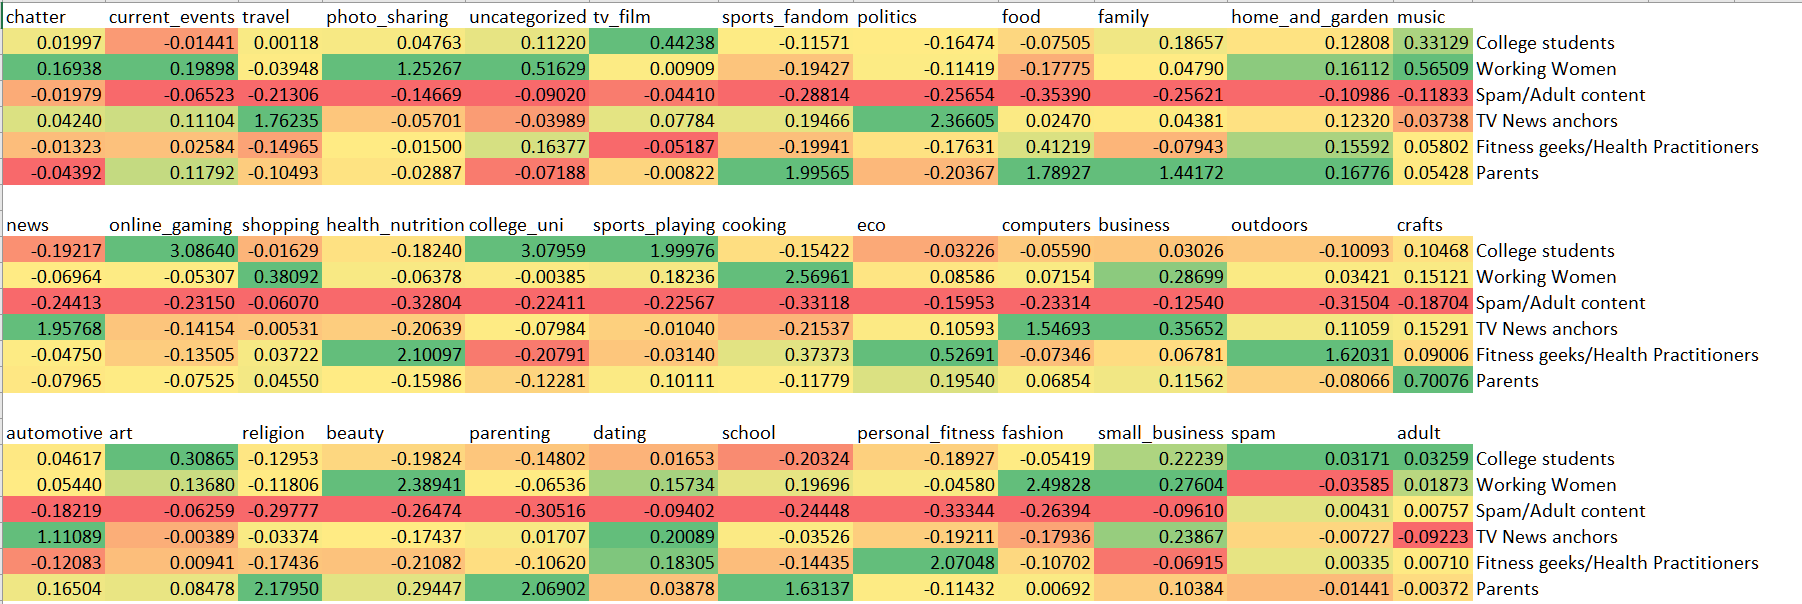 chatter current_events travel photo_sharing uncategorized tv_film sports_fandom politics food family home_and_garden music
0.01997 -0.01441 0.00118 0.04763 0.11220 0.44238 -0.11571 -0.16474 -0.07505 0.18657 0.12808 0.33129 College students
0.16938 0.19898 -0.03948 1.25267 0.51629 0.00909 -0.19427 -0.11419 -0.17775 0.04790 0.16112 0.56509 Working Women
-0.01979 -0.06523 -0.21306 -0.14669 -0.09020 -0.04410 -0.28814 -0.25654 -0.35390 -0.25621 -0.10986 -0.11833 Spam/Adult content
0.04240 0.11104 1.76235 -0.05701 -0.03989 0.07784 0.19466 2.36605 0.02470 0.04381 0.12320 -0.03738 TV News anchors
-0.01323 0.02584 -0.14965 -0.01500 0.16377 -0.05187 -0.19941 -0.17631 0.41219 -0.07943 0.15592 0.05802 Fitness geeks/Health Practitioners
-0.04392 0.11792 -0.10493 -0.02887 -0.07188 -0.00822 1.99565 -0.20367 1.78927 1.44172 0.16776 0.05428 Parents
news online_gaming shopping health_nutrition college_uni sports_playing cooking eco computers business outdoors crafts
-0.19217 3.08640 -0.01629 -0.18240 3.07959 1.99976 -0.15422 -0.03226 -0.05590 0.03026 -0.10093 0.10468 College students
-0.06964 -0.05307 0.38092 -0.06378 -0.00385 0.18236 2.56961 0.08586 0.07154 0.28699 0.03421 0.15121 Working Women
-0.24413 -0.23150 -0.06070 -0.32804 -0.22411 -0.22567 -0.33118 -0.15953 -0.23314 -0.12540 -0.31504 -0.18704 Spam/Adult content
1.95768 -0.14154 -0.00531 -0.20639 -0.07984 -0.01040 -0.21537 0.10593 1.54693 0.35652 0.11059 0.15291 TV News anchors
-0.04750 -0.13505 0.03722 2.10097 -0.20791 -0.03140 0.37373 0.52691 -0.07346 0.06781 1.62031 0.09006 Fitness geeks/Health Practitioners
-0.07965 -0.07525 0.04550 -0.15986 -0.12281 0.10111 -0.11779 0.19540 0.06854 0.11562 -0.08066 0.70076 Parents
automotive art religion beauty parenting dating school personal_fitness fashion small_business spam adult
0.04617 0.30865 -0.12953 -0.19824 -0.14802 0.01653 -0.20324 -0.18927 -0.05419 0.22239 0.03171 0.03259 College students
0.05440 0.13680 -0.11806 2.38941 -0.06536 0.15734 0.19696 -0.04580 2.49828 0.27604 -0.03585 0.01873 Working Women
-0.18219 -0.06259 -0.29777 -0.26474 -0.30516 -0.09402 -0.24448 -0.33344 -0.26394 -0.09610 0.00431 0.00757 Spam/Adult content
1.11089 -0.00389 -0.03374 -0.17437 0.01707 0.20089 -0.03526 -0.19211 -0.17936 0.23867 -0.00727 -0.09223 TV News anchors
-0.12083 0.00941 -0.17436 -0.21082 -0.10620 0.18305 -0.14435 2.07048 -0.10702 -0.06915 0.00335 0.00710 Fitness geeks/Health Practitioners
0.16504 0.08478 2.17950 0.29447 2.06902 0.03878 1.63137 -0.11432 0.00692 0.10384 -0.01441 -0.00372 Parents